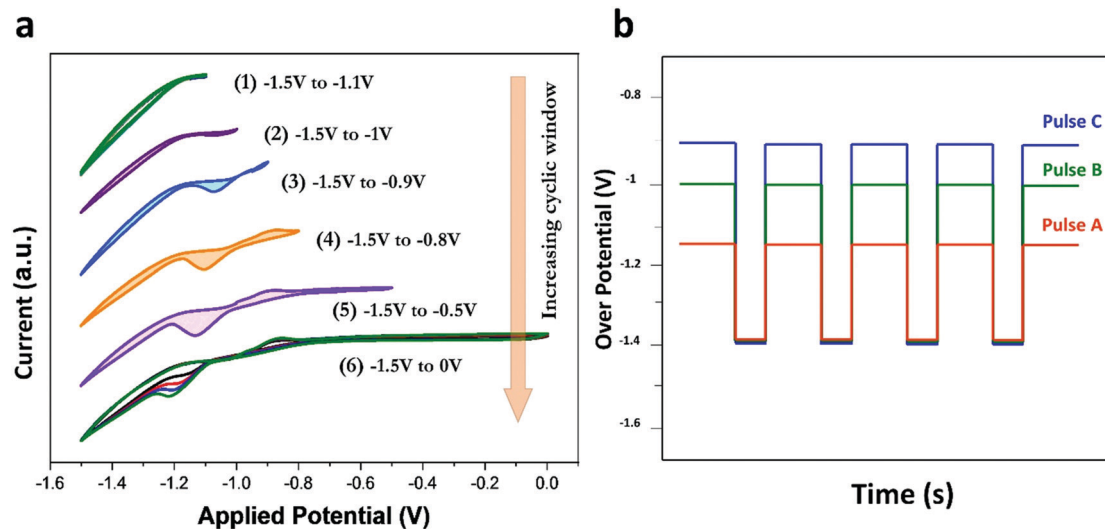 a
(1) -1.5V to -1.1V
(2) -1.5V to -1V
(3) -1.5V to -0.9V
(4) -1.5V to -0.8V
(5) -1.5V to -0.5V
(6) -1.5V to 0V
Increasing cyclic window
Current (a.u.)
-1.6 -1.4 -1.2 -1.0 -0.8 -0.6 -0.4 -0.2 0.0
Applied Potential (V)
b
-0.8
-1
-1.2
-1.4
-1.6
Over Potential (V)
Pulse C
Pulse B
Pulse A
Time (s)